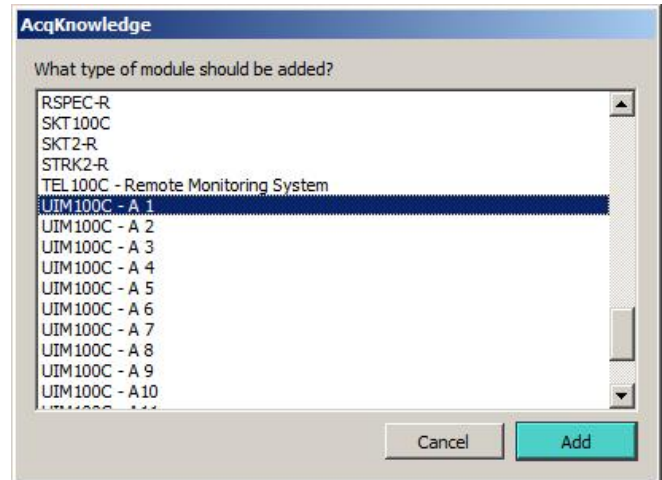 AcqKnowledge
What type of module should be added?
RSPEC-R
SKT100C
SKT2-R
STRK2-R
TEL100C - Remote Monitoring System
UIM100C - A 1
UIM100C - A 2
UIM100C - A 3
UIM100C - A 4
UIM100C - A 5
UIM100C - A 6
UIM100C - A 7
UIM100C - A 8
UIM100C - A 9
UIM100C - A10
Cancel Add